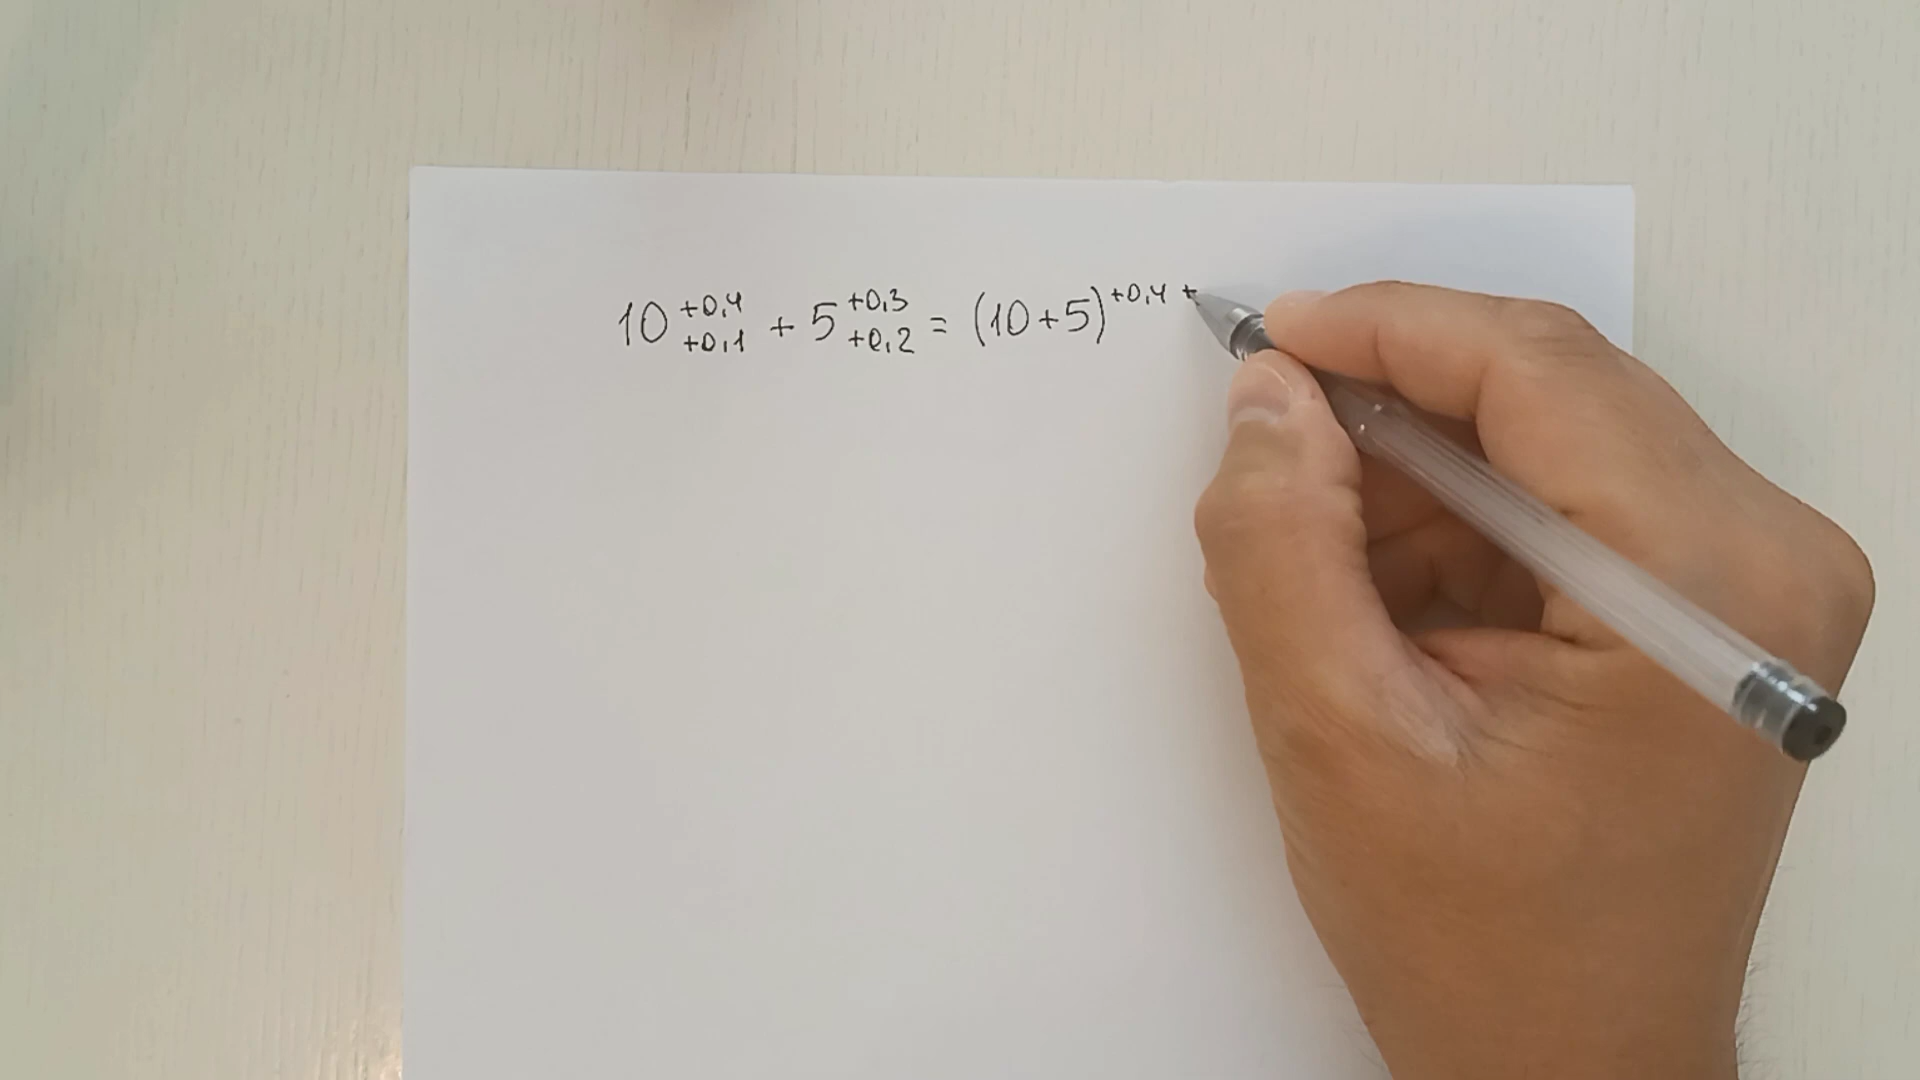 10 +0,4 +0,1 + 5 +0,3 +0,2 = (10+5) +0,4 +